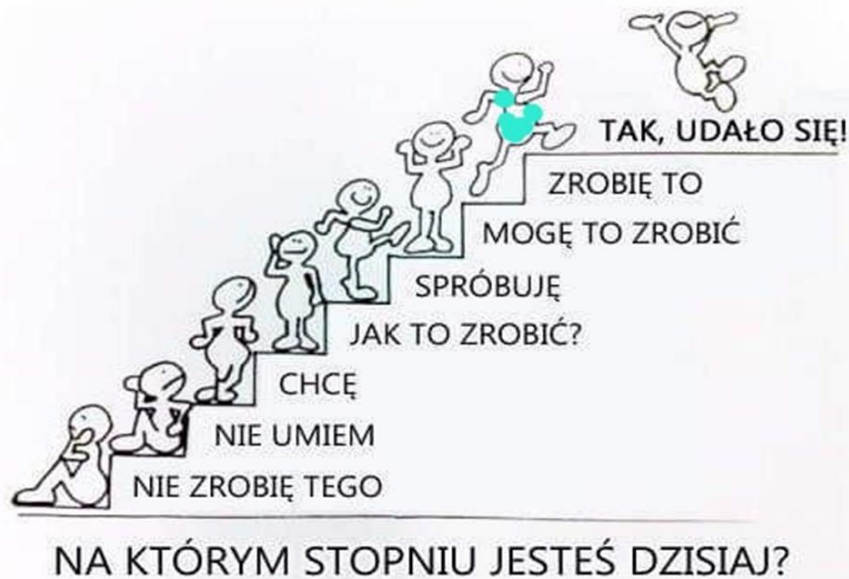 TAK, UDAŁO SIĘ!
ZROBIĘ TO
MOGĘ TO ZROBIĆ
SPRÓBUJĘ
JAK TO ZROBIĆ?
CHCĘ
NIE UMIEM
NIE ZROBIĘ TEGO
NA KTÓRYM STOPNIU JESTEŚ DZISIAJ?